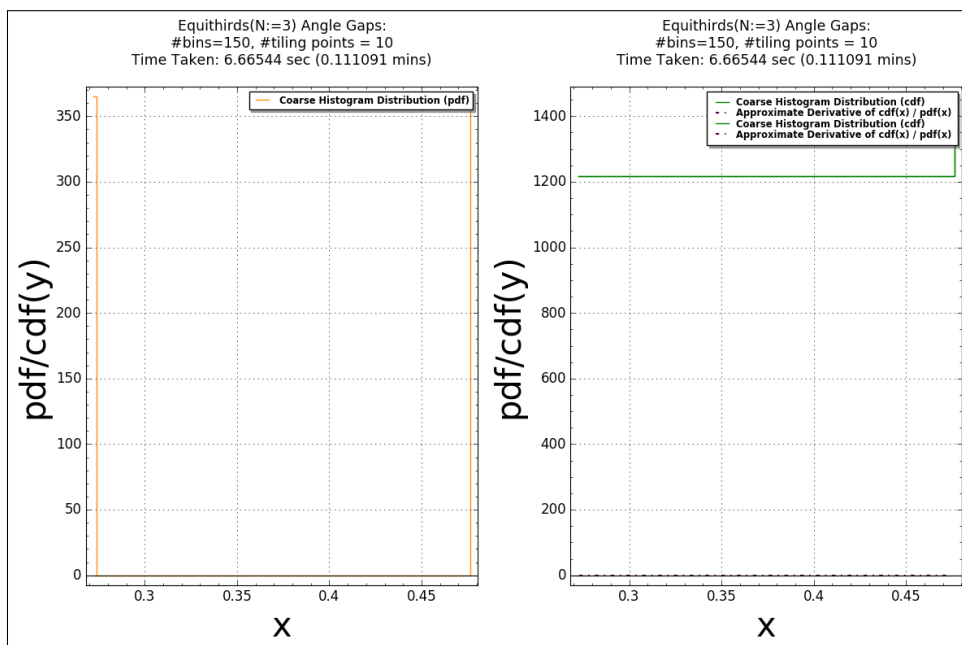 Equithirds(N:=3) Angle Gaps:
#bins=150, #tiling points = 10
Time Taken: 6.66544 sec (0.111091 mins)
Coarse Histogram Distribution (pdf)
350
300
250
200
150
100
50
0
0.3
0.35
0.4
0.45
pdf/cdf(y)
x
Equithirds(N:=3) Angle Gaps:
#bins=150, #tiling points = 10
Time Taken: 6.66544 sec (0.111091 mins)
Coarse Histogram Distribution (cdf)
Approximate Derivative of cdf(x) / pdf(x)
Coarse Histogram Distribution (cdf)
Approximate Derivative of cdf(x) / pdf(x)
1400
1200
1000
800
600
400
200
0
0.3
0.35
0.4
0.45
pdf/cdf(y)
x